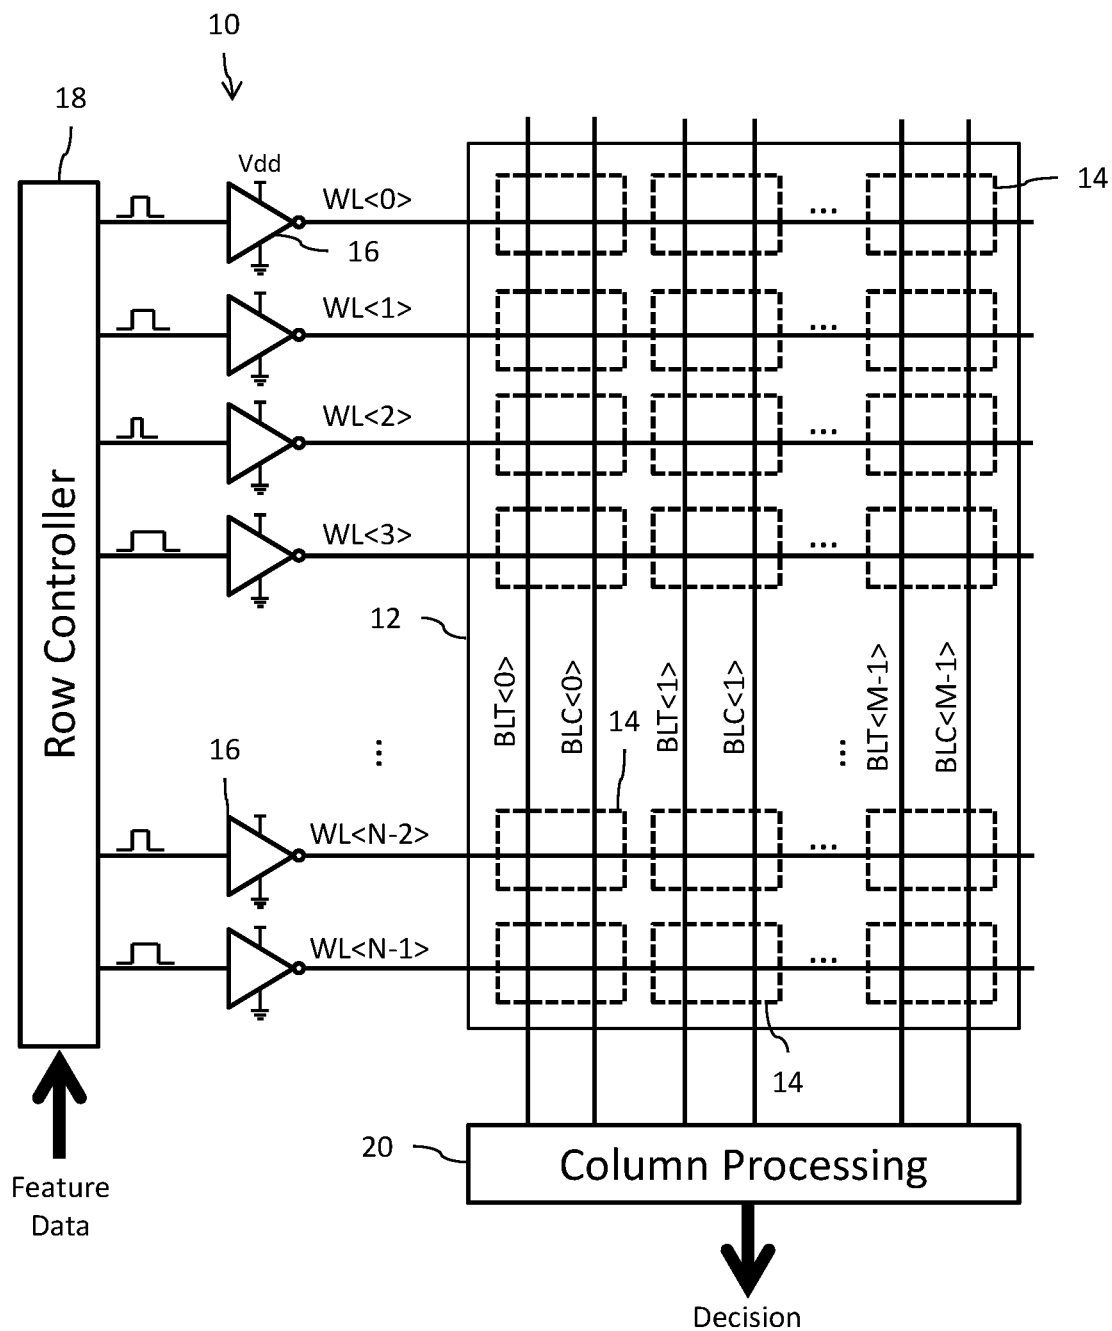 10
18
Vdd
WL<0>
14
16
...
WL<1>
...
WL<2>
...
WL<3>
...
Row Controller
12
BLT<0>
BLC<0>
BLT<1>
BLC<1>
BLT<M-1>
BLC<M-1>
...
...
14
16
WL<N-2>
...
WL<N-1>
...
14
20
Column Processing
Feature
Data
Decision